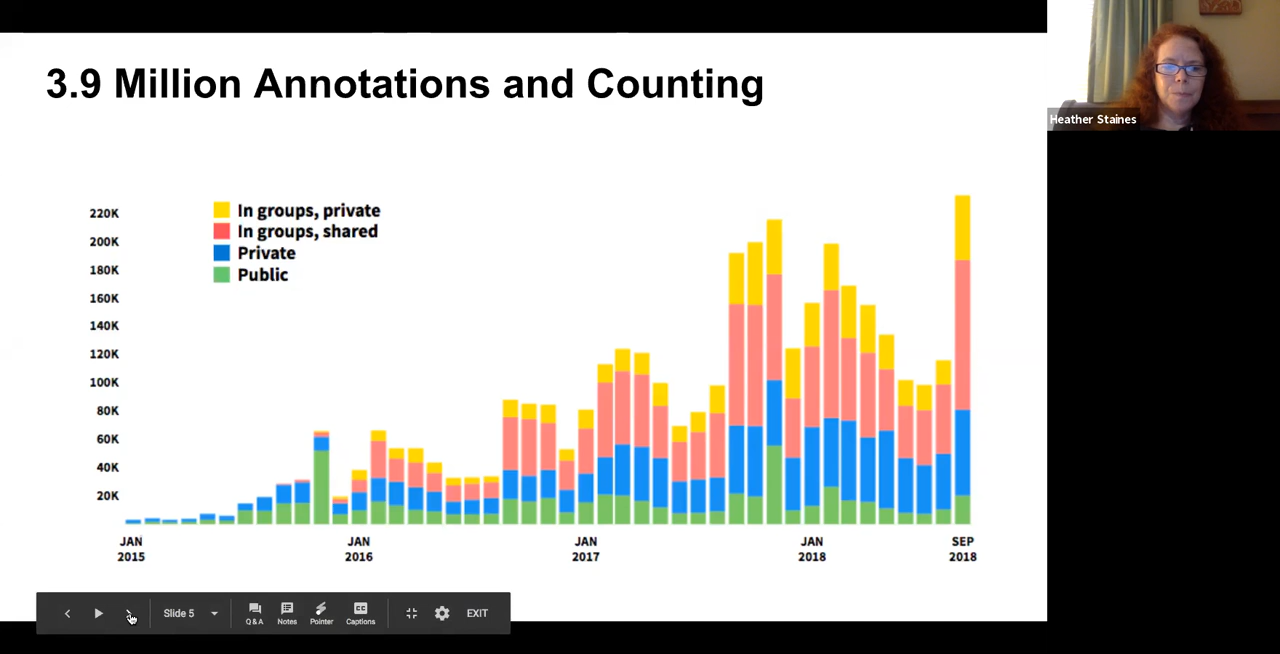 3.9 Million Annotations and Counting
Heather Staines
In groups, private
In groups, shared
Private
Public
220K
200K
180K
160K
140K
120K
100K
80K
60K
40K
20K
JAN
2015
JAN
2016
JAN
2017
JAN
2018
SEP
2018
Slide 5
Q & A
Notes
Pointer
CC
Captions
EXIT